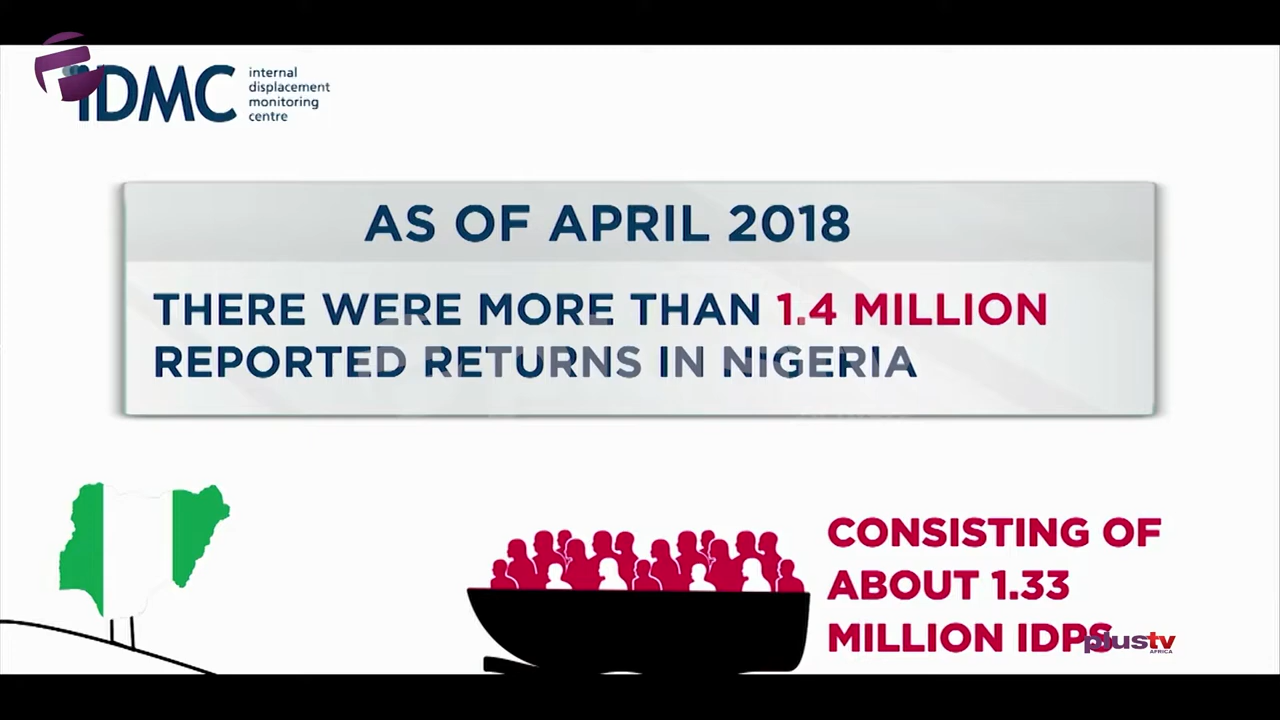 IDMC
internal
displacement
monitoring
centre
AS OF APRIL 2018
THERE WERE MORE THAN 1.4 MILLION
REPORTED RETURNS IN NIGERIA
CONSISTING OF
ABOUT 1.33
MILLION IDPS
plustv
AFRICA